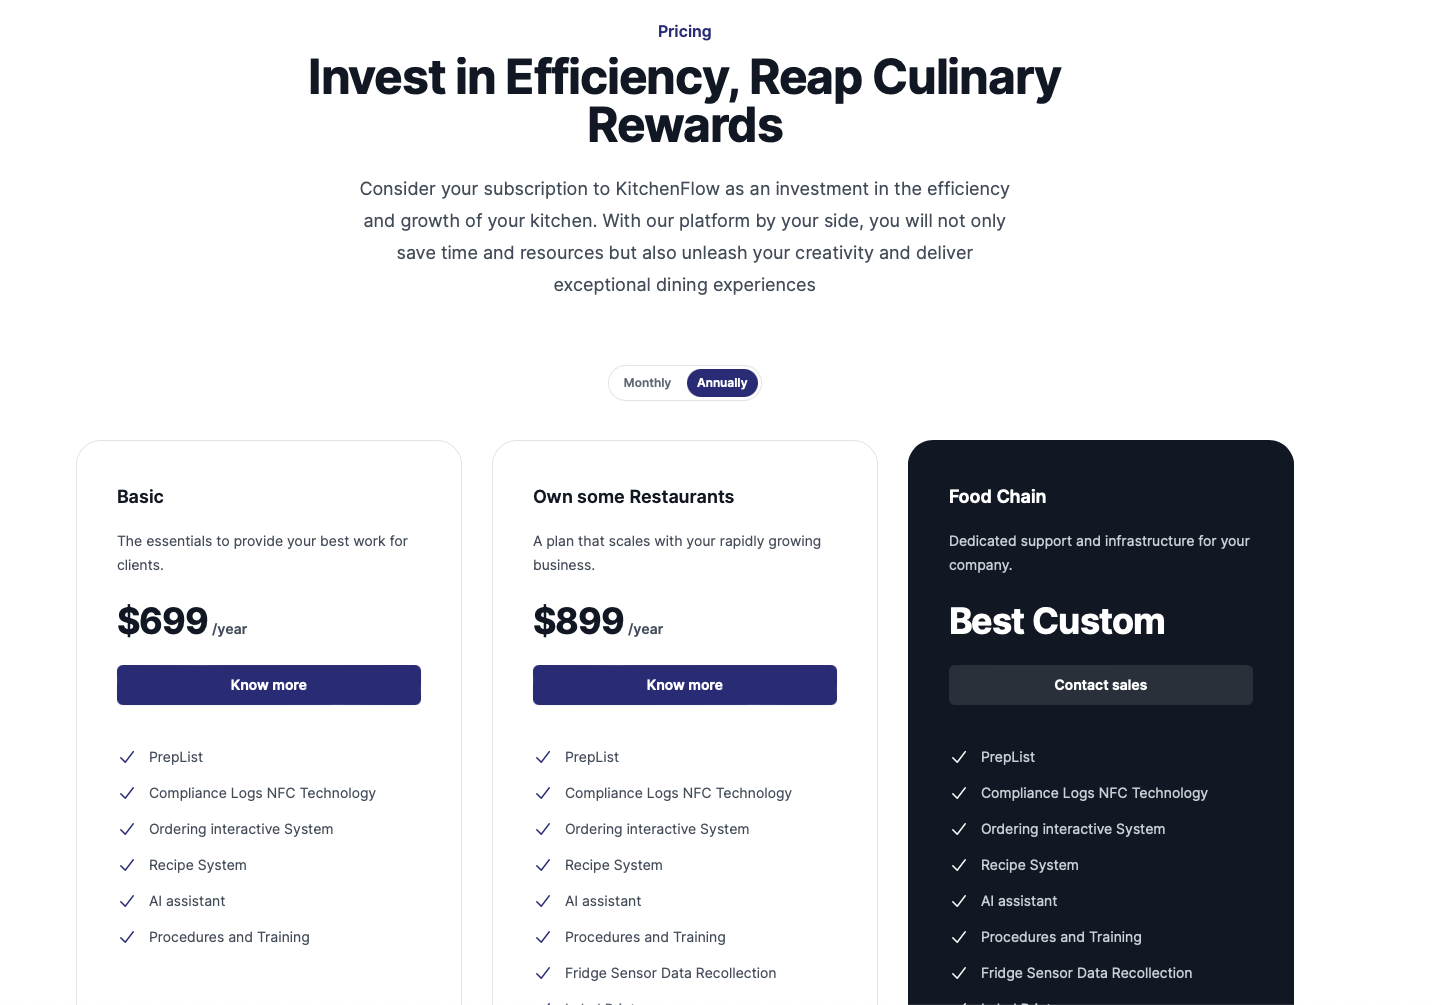 Pricing
Invest in Efficiency, Reap Culinary
Rewards
Consider your subscription to KitchenFlow as an investment in the efficiency
and growth of your kitchen. With our platform by your side, you will not only
save time and resources but also unleash your creativity and deliver
exceptional dining experiences
Monthly Annually
Basic
The essentials to provide your best work for
clients.
$699 /year
Know more
PrepList
Compliance Logs NFC Technology
Ordering interactive System
Recipe System
AI assistant
Procedures and Training
Own some Restaurants
A plan that scales with your rapidly growing
business.
$899 /year
Know more
PrepList
Compliance Logs NFC Technology
Ordering interactive System
Recipe System
AI assistant
Procedures and Training
Fridge Sensor Data Recollection
Food Chain
Dedicated support and infrastructure for your
company.
Best Custom
Contact sales
PrepList
Compliance Logs NFC Technology
Ordering interactive System
Recipe System
AI assistant
Procedures and Training
Fridge Sensor Data Recollection